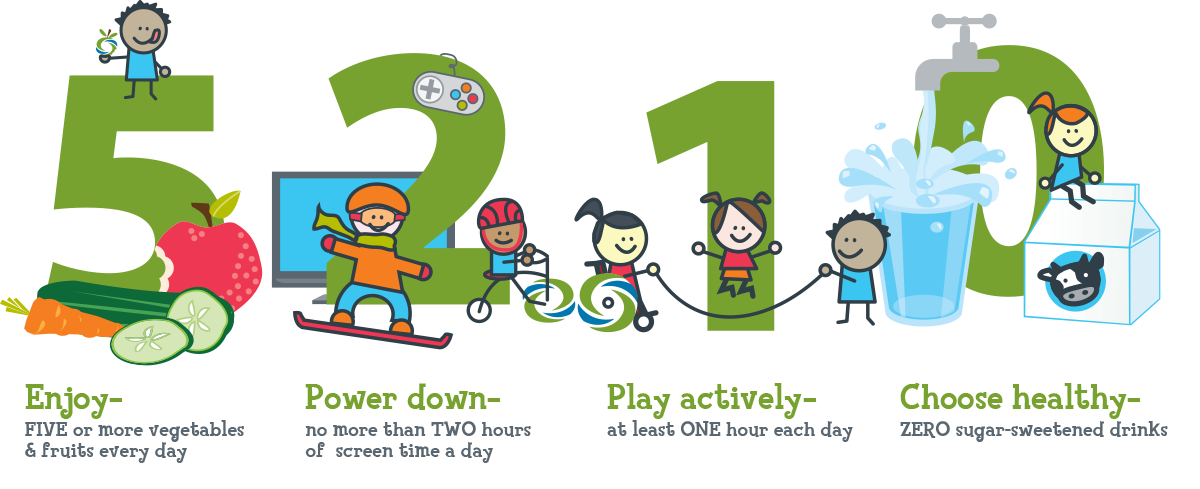 5 2 1 0
Enjoy-
FIVE or more vegetables
& fruits every day
Power down-
no more than TWO hours
of screen time a day
Play actively-
at least ONE hour each day
Choose healthy-
ZERO sugar-sweetened drinks